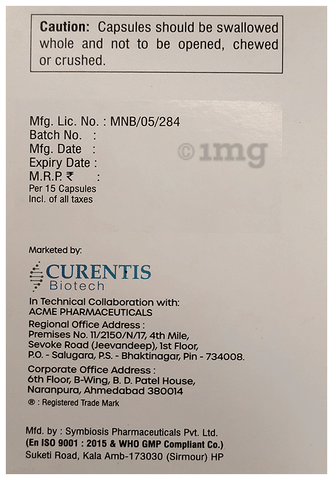 Caution: Capsules should be swallowed
whole and not to be opened, chewed
or crushed.
Mfg. Lic. No. : MNB/05/284
Batch No. :
Mfg. Date :
Expiry Date :
M.R.P. ₹ :
Per 15 Capsules
Incl. of all taxes
©1mg
Marketed by:
CURENTIS
Biotech
In Technical Collaboration with:
ACME PHARMACEUTICALS
Regional Office Address :
Premises No. 11/2150/N/17, 4th Mile,
Sevoke Road (Jeevandeep), 1st Floor,
P.O. - Salugara, P.S. - Bhaktinagar, Pin - 734008.
Corporate Office Address :
6th Floor, B-Wing, B. D. Patel House,
Naranpura, Ahmedabad 380014
® : Registered Trade Mark
Mfd. by : Symbiosis Pharmaceuticals Pvt. Ltd.
(En ISO 9001 : 2015 & WHO GMP Compliant Co.)
Suketi Road, Kala Amb-173030 (Sirmour) HP